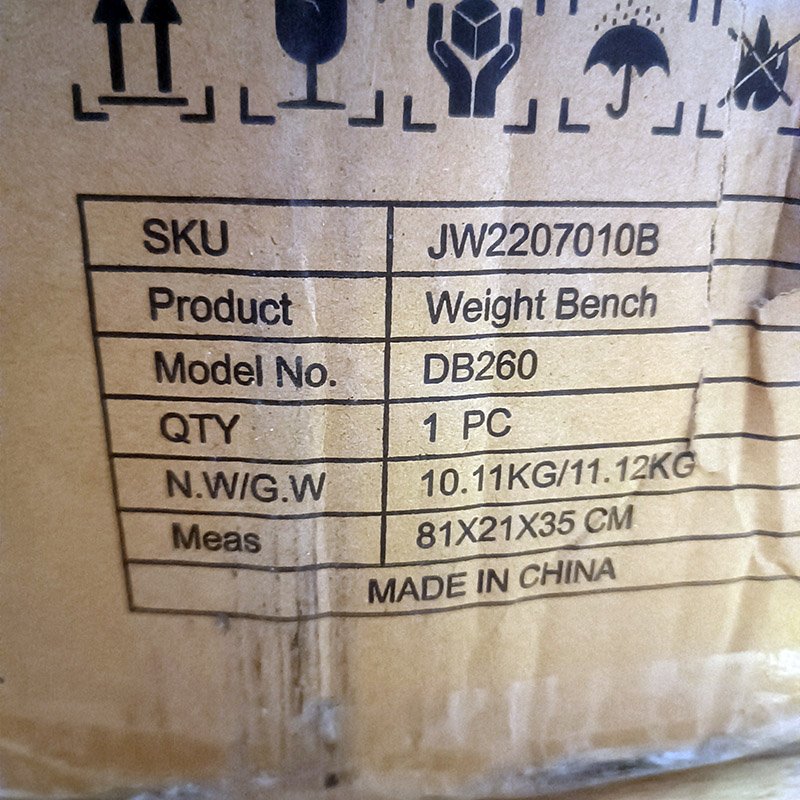 SKU JW2207010B
Product Weight Bench
Model No. DB260
QTY 1 PC
N.W/G.W 10.11KG/11.12KG
Meas 81X21X35 CM
MADE IN CHINA